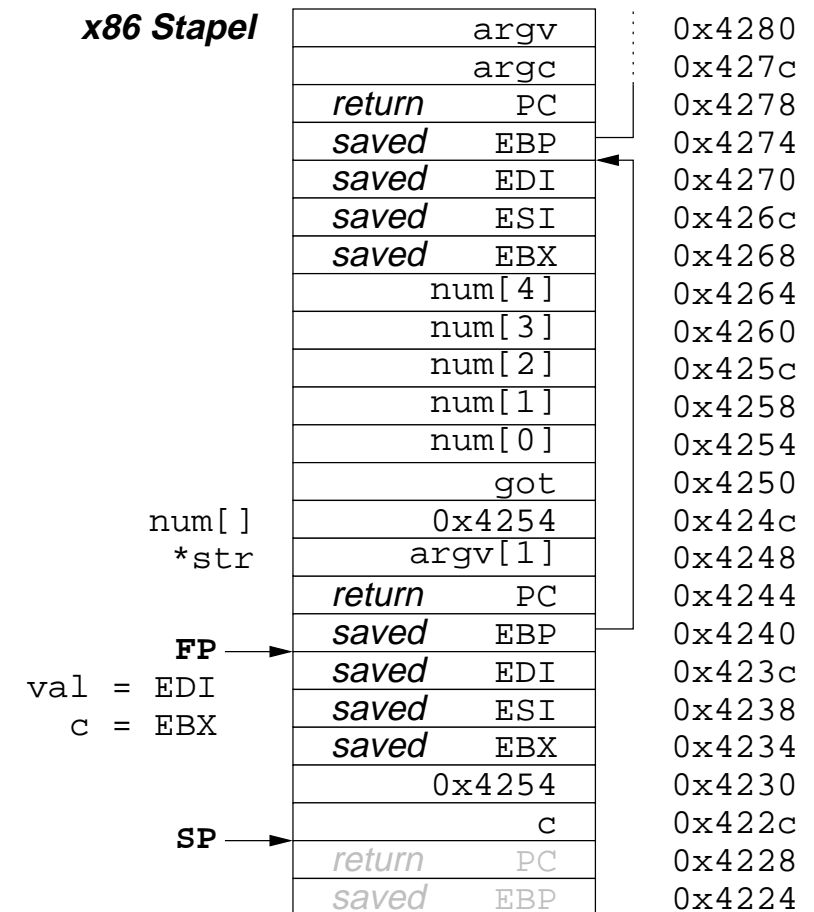 x86 Stapel argv 0x4280
argc 0x427c
return PC 0x4278
saved EBP 0x4274
saved EDI 0x4270
saved ESI 0x426c
saved EBX 0x4268
num[4] 0x4264
num[3] 0x4260
num[2] 0x425c
num[1] 0x4258
num[0] 0x4254
got 0x4250
num[] 0x4254 0x424c
*str argv[1] 0x4248
return PC 0x4244
saved EBP 0x4240
FP
saved EDI 0x423c
val = EDI
saved ESI 0x4238
c = EBX
saved EBX 0x4234
0x4254 0x4230
c 0x422c
SP
return PC 0x4228
saved EBP 0x4224